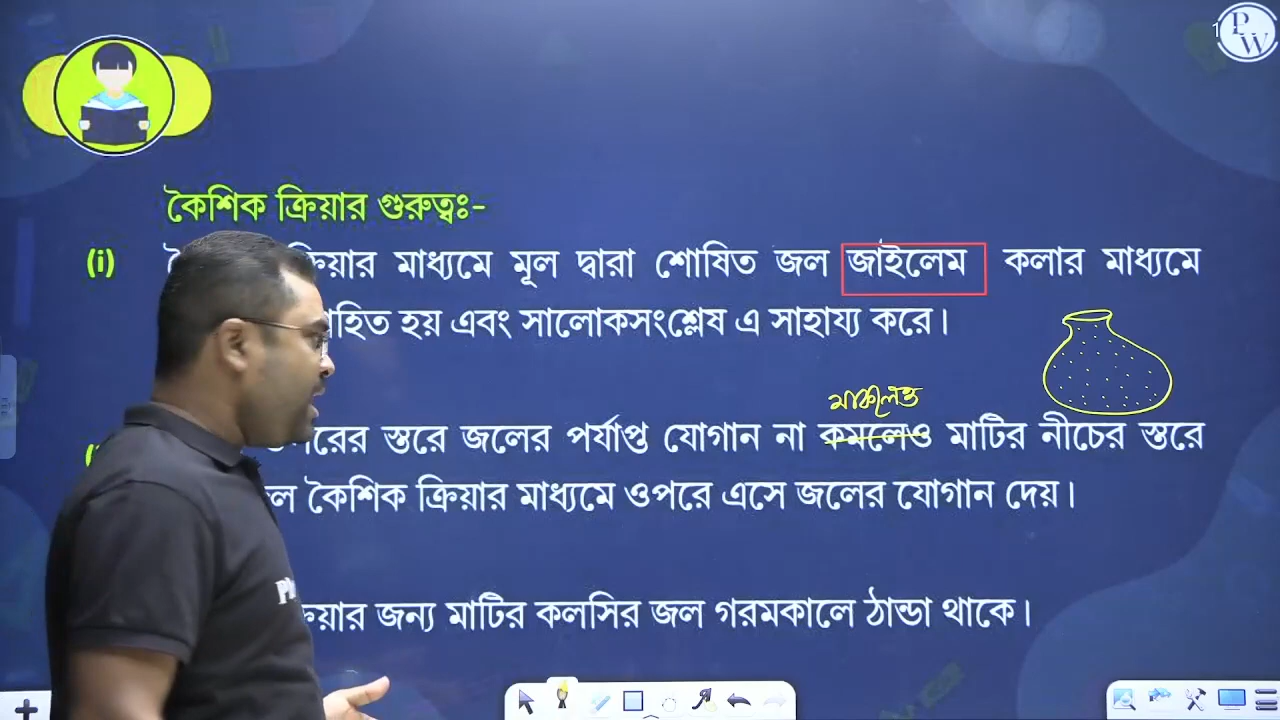 PW
কৈশিক ক্রিয়ার গুরুত্বঃ-
(i) ক্রিয়ার মাধ্যমে মূল দ্বারা শোষিত জল জাইলেম কলার মাধ্যমে
হয় এবং সালোকসংশ্লেষ এ সাহায্য করে।
মাকলেও
স্তরে জলের পর্যাপ্ত যোগান না কমলেও মাটির নীচের স্তরে
কৈশিক ক্রিয়ার মাধ্যমে ওপরে এসে জলের যোগান দেয়।
জন্য মাটির কলসির জল গরমকালে ঠান্ডা থাকে।